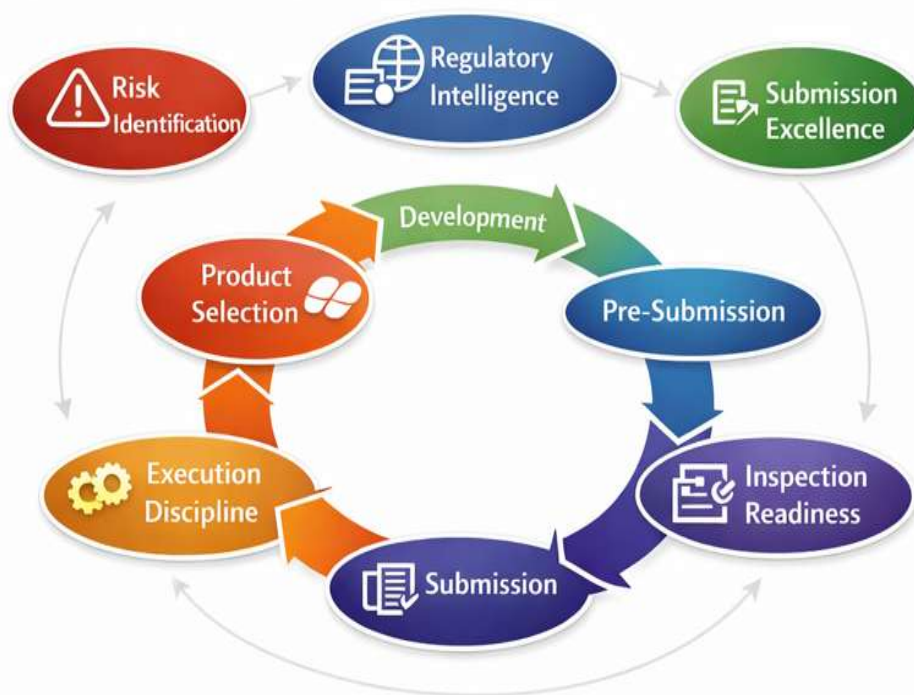 Risk
Identification
Regulatory
Intelligence
Submission
Excellence
Development
Product
Selection
Pre-Submission
Execution
Discipline
Inspection
Readiness
Submission